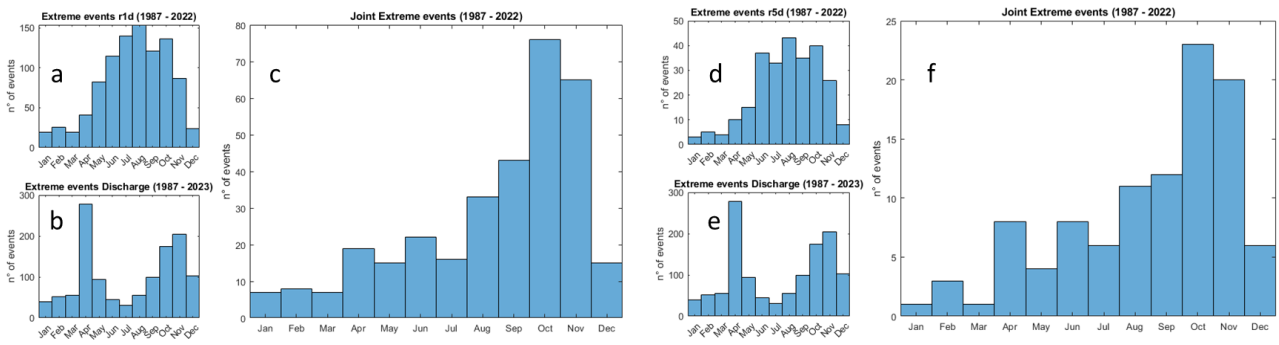 Extreme events r1d (1987 - 2022)
150
100
50
0
n° of events
a
Jan Feb Mar Apr May Jun Jul Aug Sep Oct Nov Dec
Extreme events Discharge (1987 - 2023)
300
200
100
0
n° of events
b
Jan Feb Mar Apr May Jun Jul Aug Sep Oct Nov Dec
Joint Extreme events (1987 - 2022)
80
70
60
50
40
30
20
10
0
n° of events
c
Jan Feb Mar Apr May Jun Jul Aug Sep Oct Nov Dec
Extreme events r5d (1987 - 2022)
50
40
30
20
10
0
n° of events
d
Jan Feb Mar Apr May Jun Jul Aug Sep Oct Nov Dec
Extreme events Discharge (1987 - 2023)
300
200
100
0
n° of events
e
Jan Feb Mar Apr May Jun Jul Aug Sep Oct Nov Dec
Joint Extreme events (1987 - 2022)
25
20
15
10
5
0
n° of events
f
Jan Feb Mar Apr May Jun Jul Aug Sep Oct Nov Dec